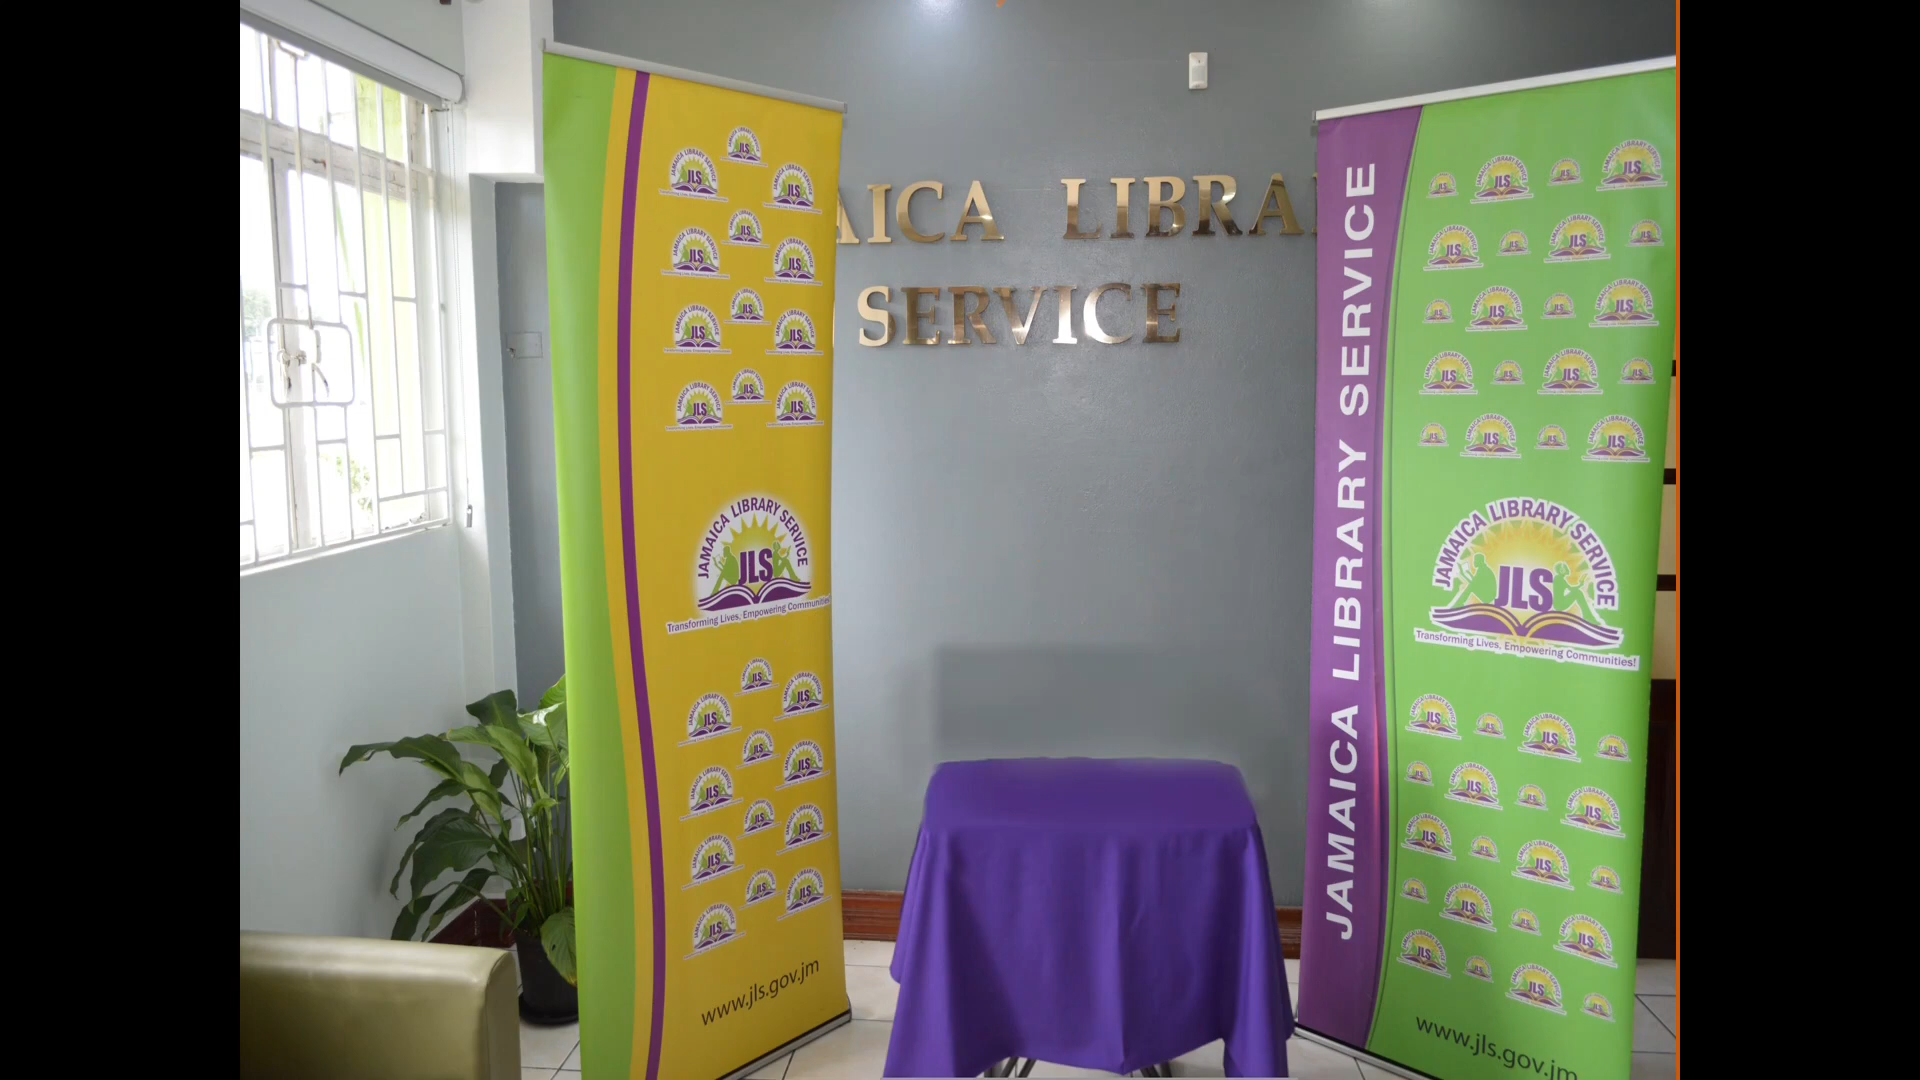 AICA LIBRA
SERVICE
JAMAICA LIBRARY SERVICE
JLS
Transforming Lives, Empowering Communities!
www.jls.gov.jm
JAMAICA LIBRARY SERVICE
JAMAICA LIBRARY SERVICE
JLS
Transforming Lives, Empowering Communities!
www.jls.gov.jm